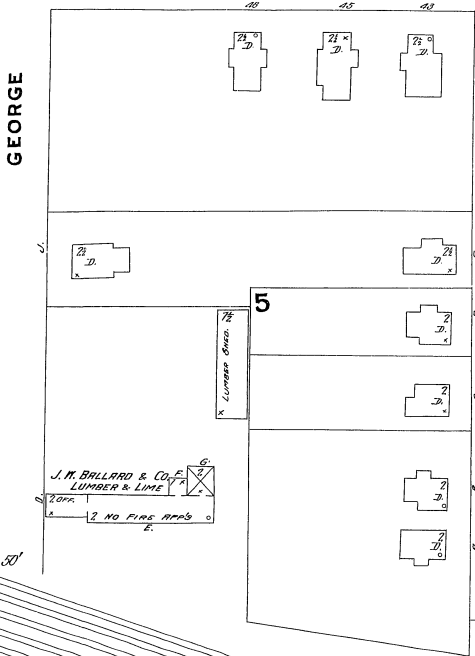 48 45 43
2½ D. 2½ D. 2½ D.
GEORGE
J.
2½ D. 2½ D.
5
LUMBER SHED.
2 D.
2 D.
G.
J. W. BALLARD & CO. F. 2
LUMBER & LIME
D. 2 OFF.
2 NO FIRE APP'S
E.
2 D.
2 D.
50'